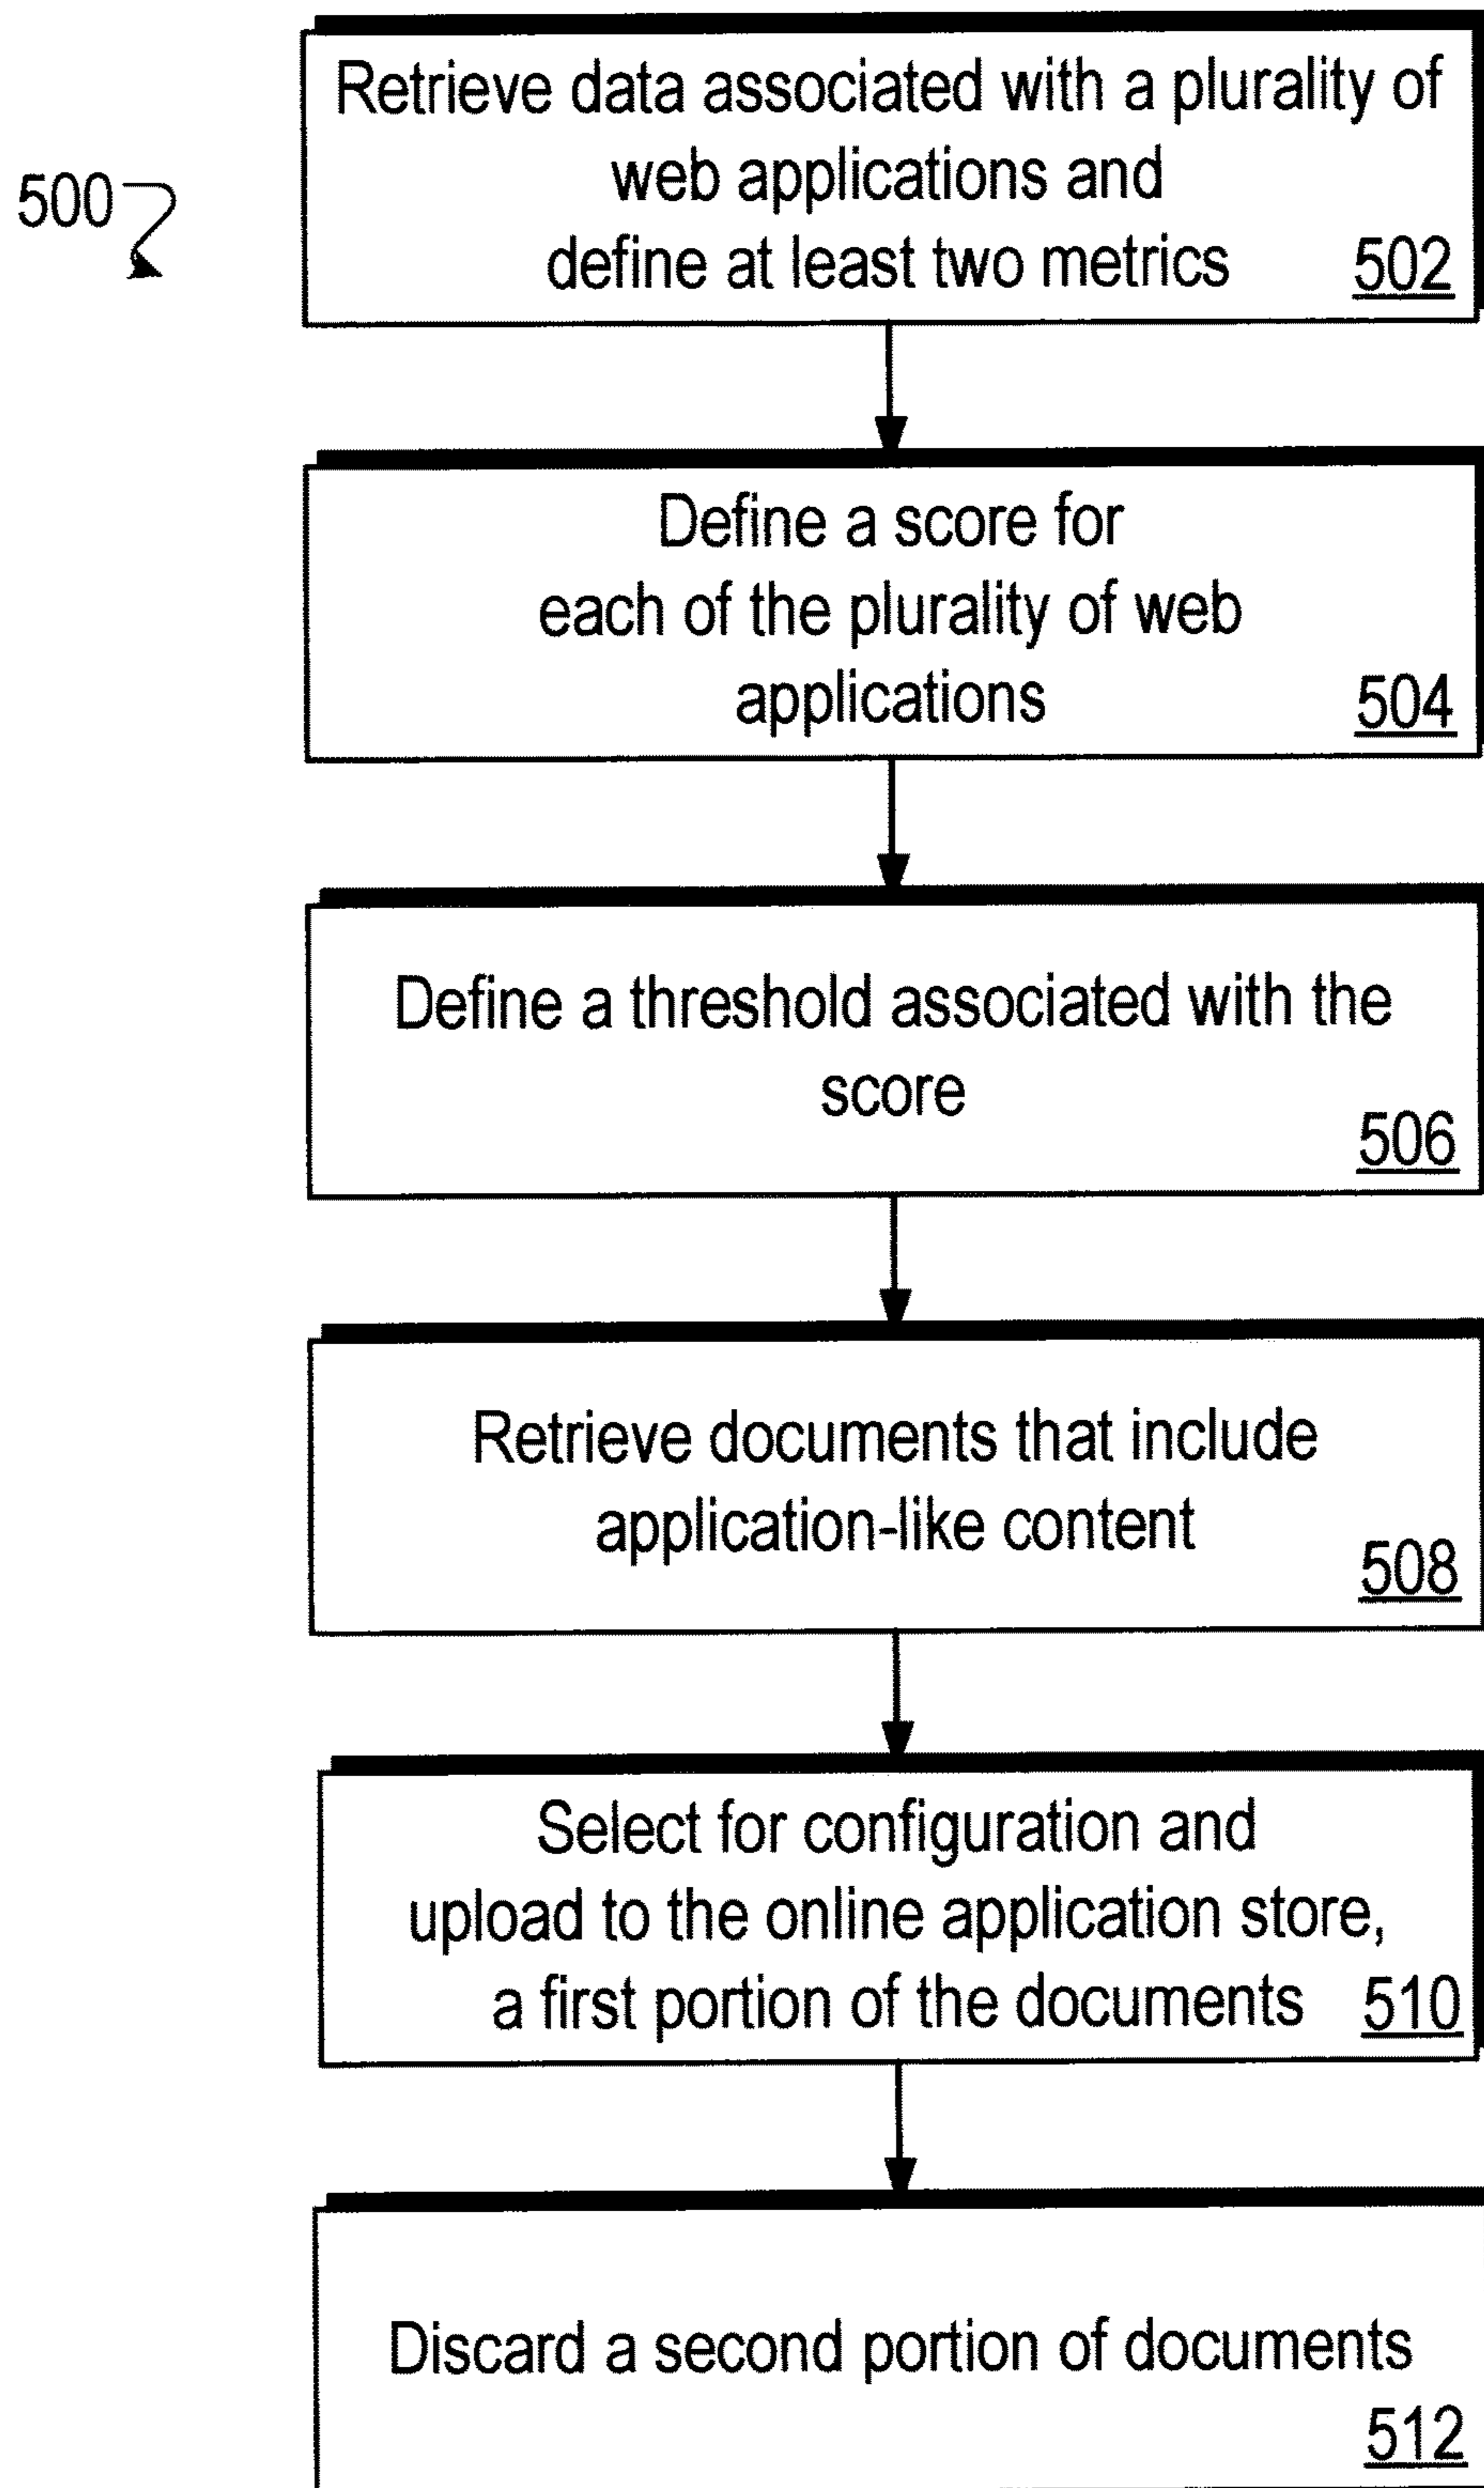 500
Retrieve data associated with a plurality of
web applications and
define at least two metrics 502
Define a score for
each of the plurality of web
applications 504
Define a threshold associated with the
score
506
Retrieve documents that include
application-like content
508
Select for configuration and
upload to the online application store,
a first portion of the documents 510
Discard a second portion of documents
512